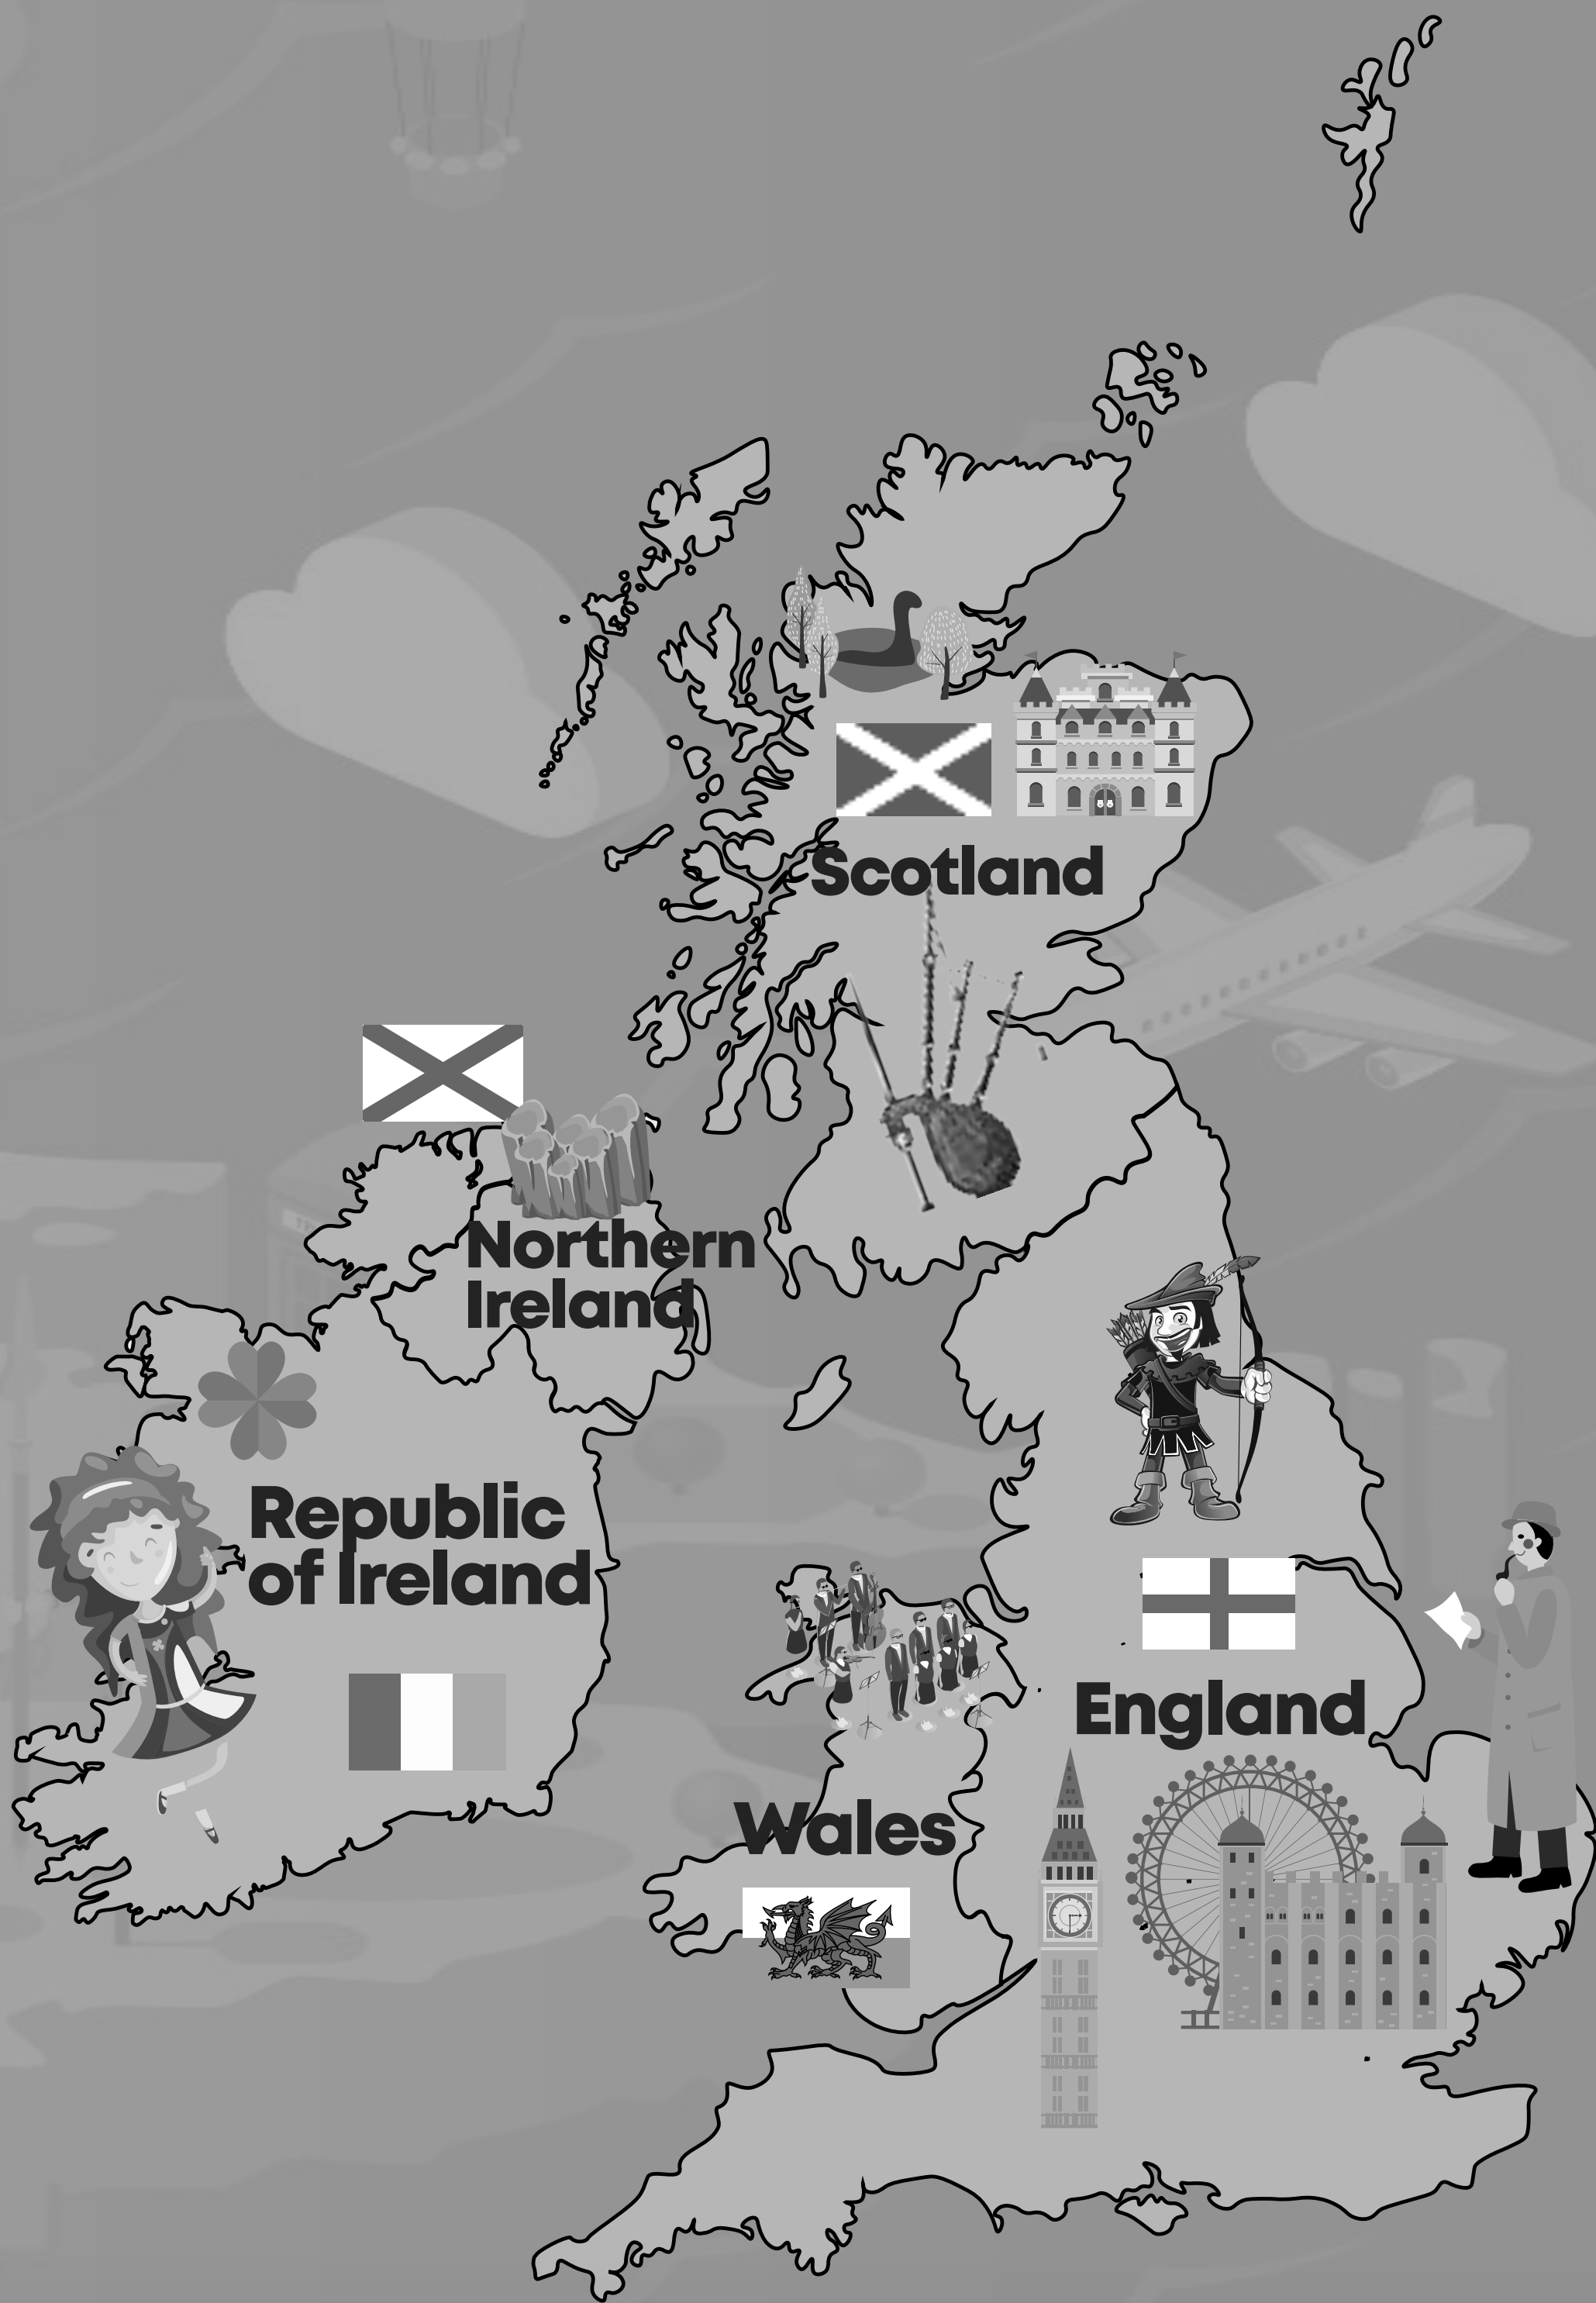 Scotland
Northern
Ireland
Republic
of Ireland
England
Wales